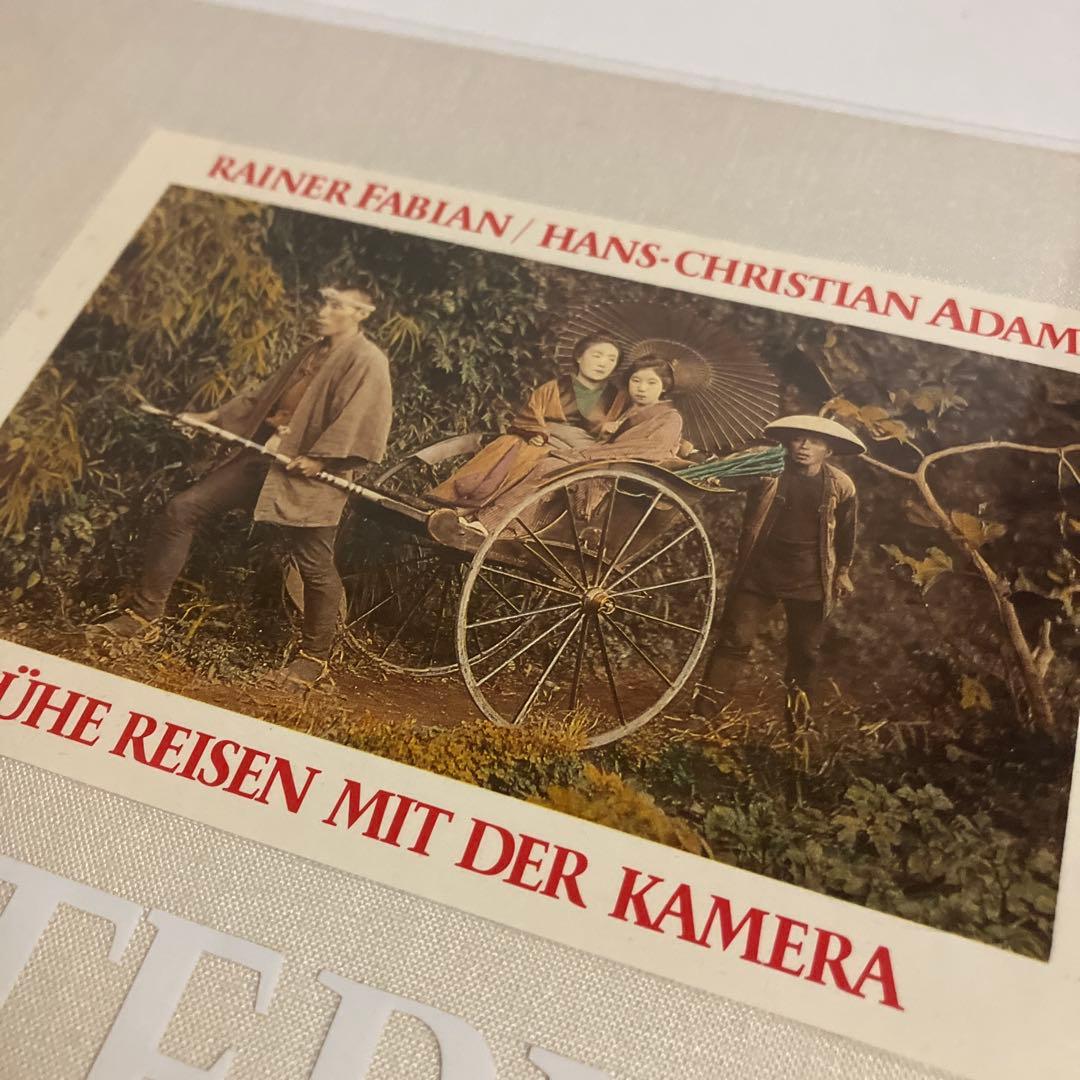 RAINER FABIAN / HANS-CHRISTIAN ADAM
ÜHE REISEN MIT DER KAMERA